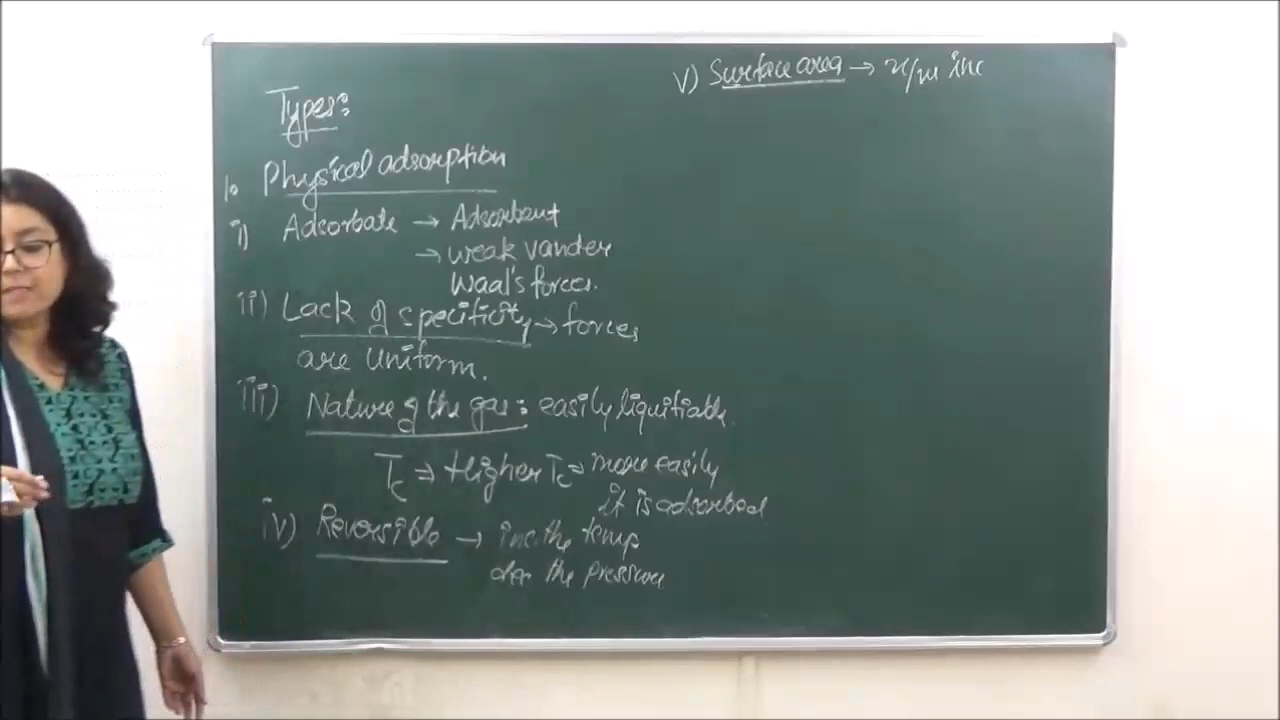 Types:
1. Physical adsorption
i) Adsorbate → Adsorbent
→ weak vander
Waal's forces.
ii) Lack of specificity → forces
are uniform.
iii) Nature of the gas: easily liquifiable.
Tc → Higher Tc → more easily
it is adsorbed
iv) Reversible → inc. the temp
dec the pressure
v) Surface area → x/m inc